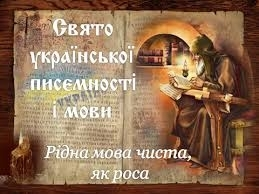 Свято
української
писемності
і мови
Рідна мова чиста,
як роса